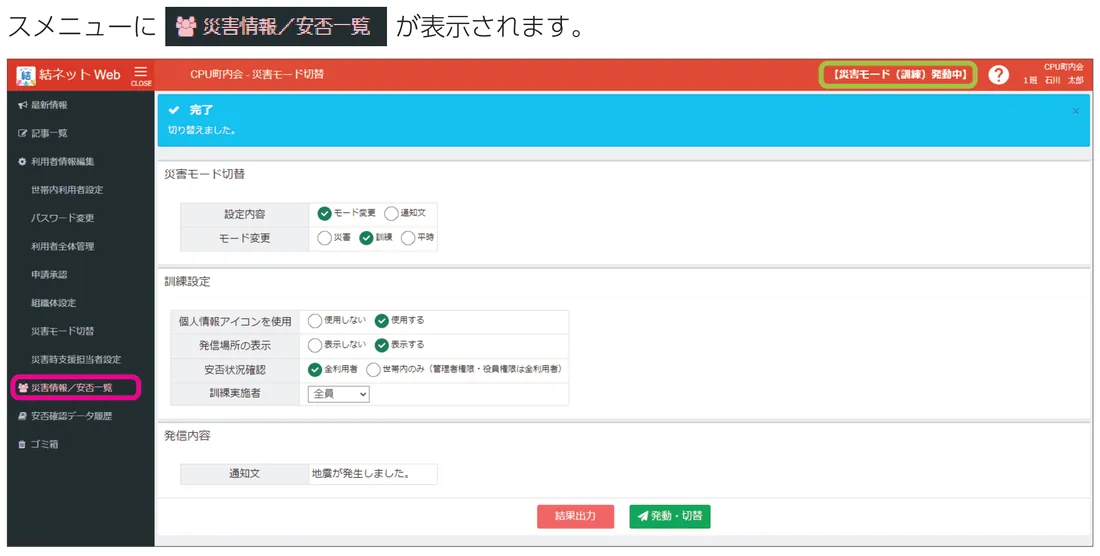 スメニューに 災害情報／安否一覧 が表示されます。
結ネット Web CLOSE CPU町内会 - 災害モード切替 【災害モード（訓練）発動中】 ? CPU町内会
1班 石川 太郎
最新情報
記事一覧
利用者情報編集
世帯内利用者設定
パスワード変更
利用者全体管理
申請承認
組織体設定
災害モード切替
災害時支援担当者設定
災害情報／安否一覧
安否確認データ履歴
ゴミ箱
完了 ×
切り替えました。
災害モード切替
設定内容 モード変更 通知文
モード変更 災害 訓練 平時
訓練設定
個人情報アイコンを使用 使用しない 使用する
発信場所の表示 表示しない 表示する
安否状況確認 全利用者 世帯内のみ（管理者権限・役員権限は全利用者）
訓練実施者 全員
発信内容
通知文 地震が発生しました。
結果出力 発動・切替